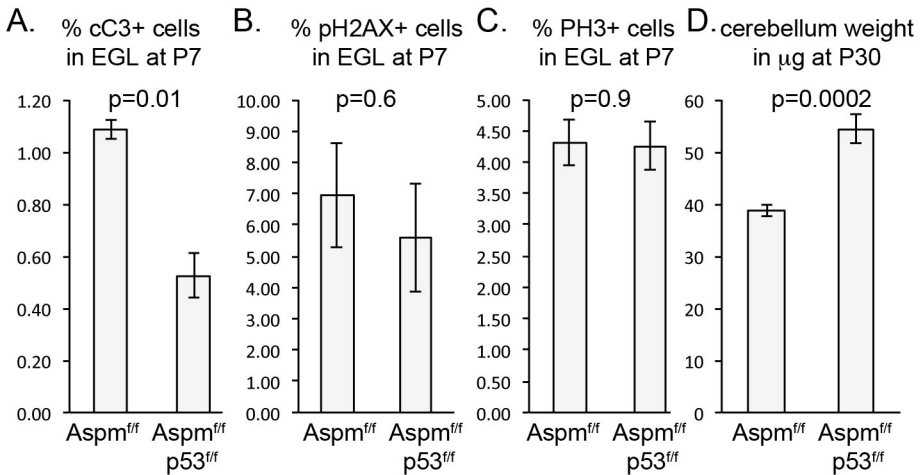 A. % cC3+ cells
in EGL at P7
p=0.01
1.20
1.00
0.80
0.60
0.40
0.20
0.00
Aspmf/f
Aspmf/f
p53f/f
B. % pH2AX+ cells
in EGL at P7
p=0.6
10.00
9.00
8.00
7.00
6.00
5.00
4.00
3.00
2.00
1.00
0.00
Aspmf/f
Aspmf/f
p53f/f
C. % PH3+ cells
in EGL at P7
p=0.9
5.00
4.50
4.00
3.50
3.00
2.50
2.00
1.50
1.00
0.50
0.00
Aspmf/f
Aspmf/f
p53f/f
D. cerebellum weight
in µg at P30
p=0.0002
60
50
40
30
20
10
0
Aspmf/f
Aspmf/f
p53f/f